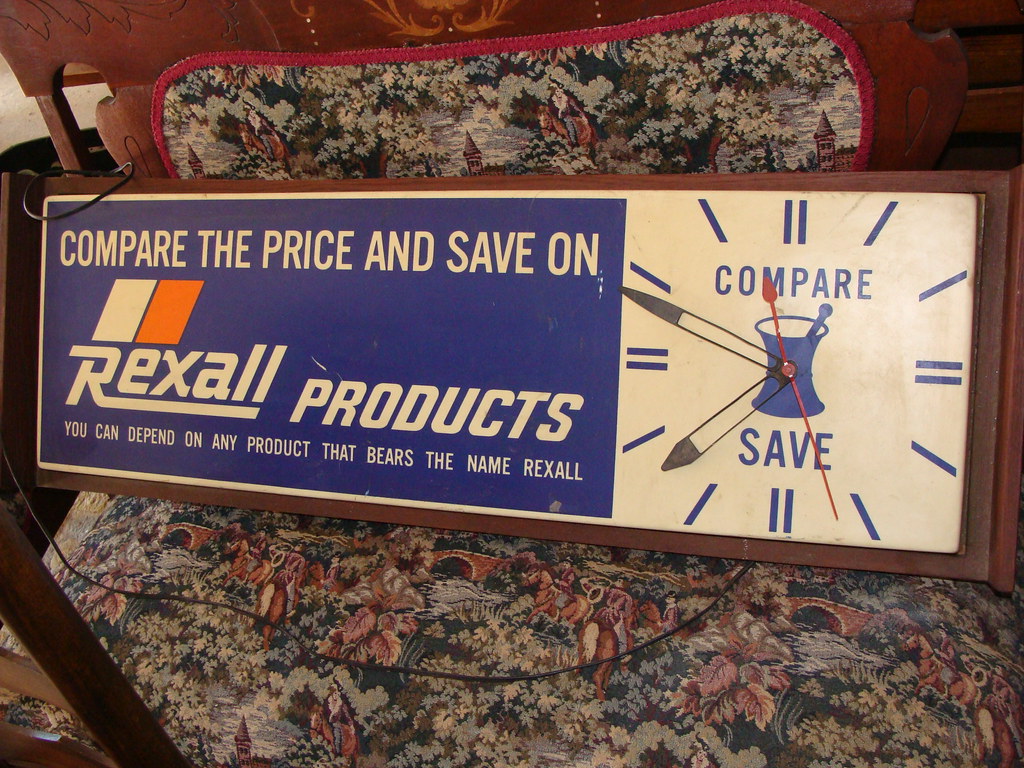 COMPARE THE PRICE AND SAVE ON
Rexall PRODUCTS
YOU CAN DEPEND ON ANY PRODUCT THAT BEARS THE NAME REXALL
COMPARE
SAVE